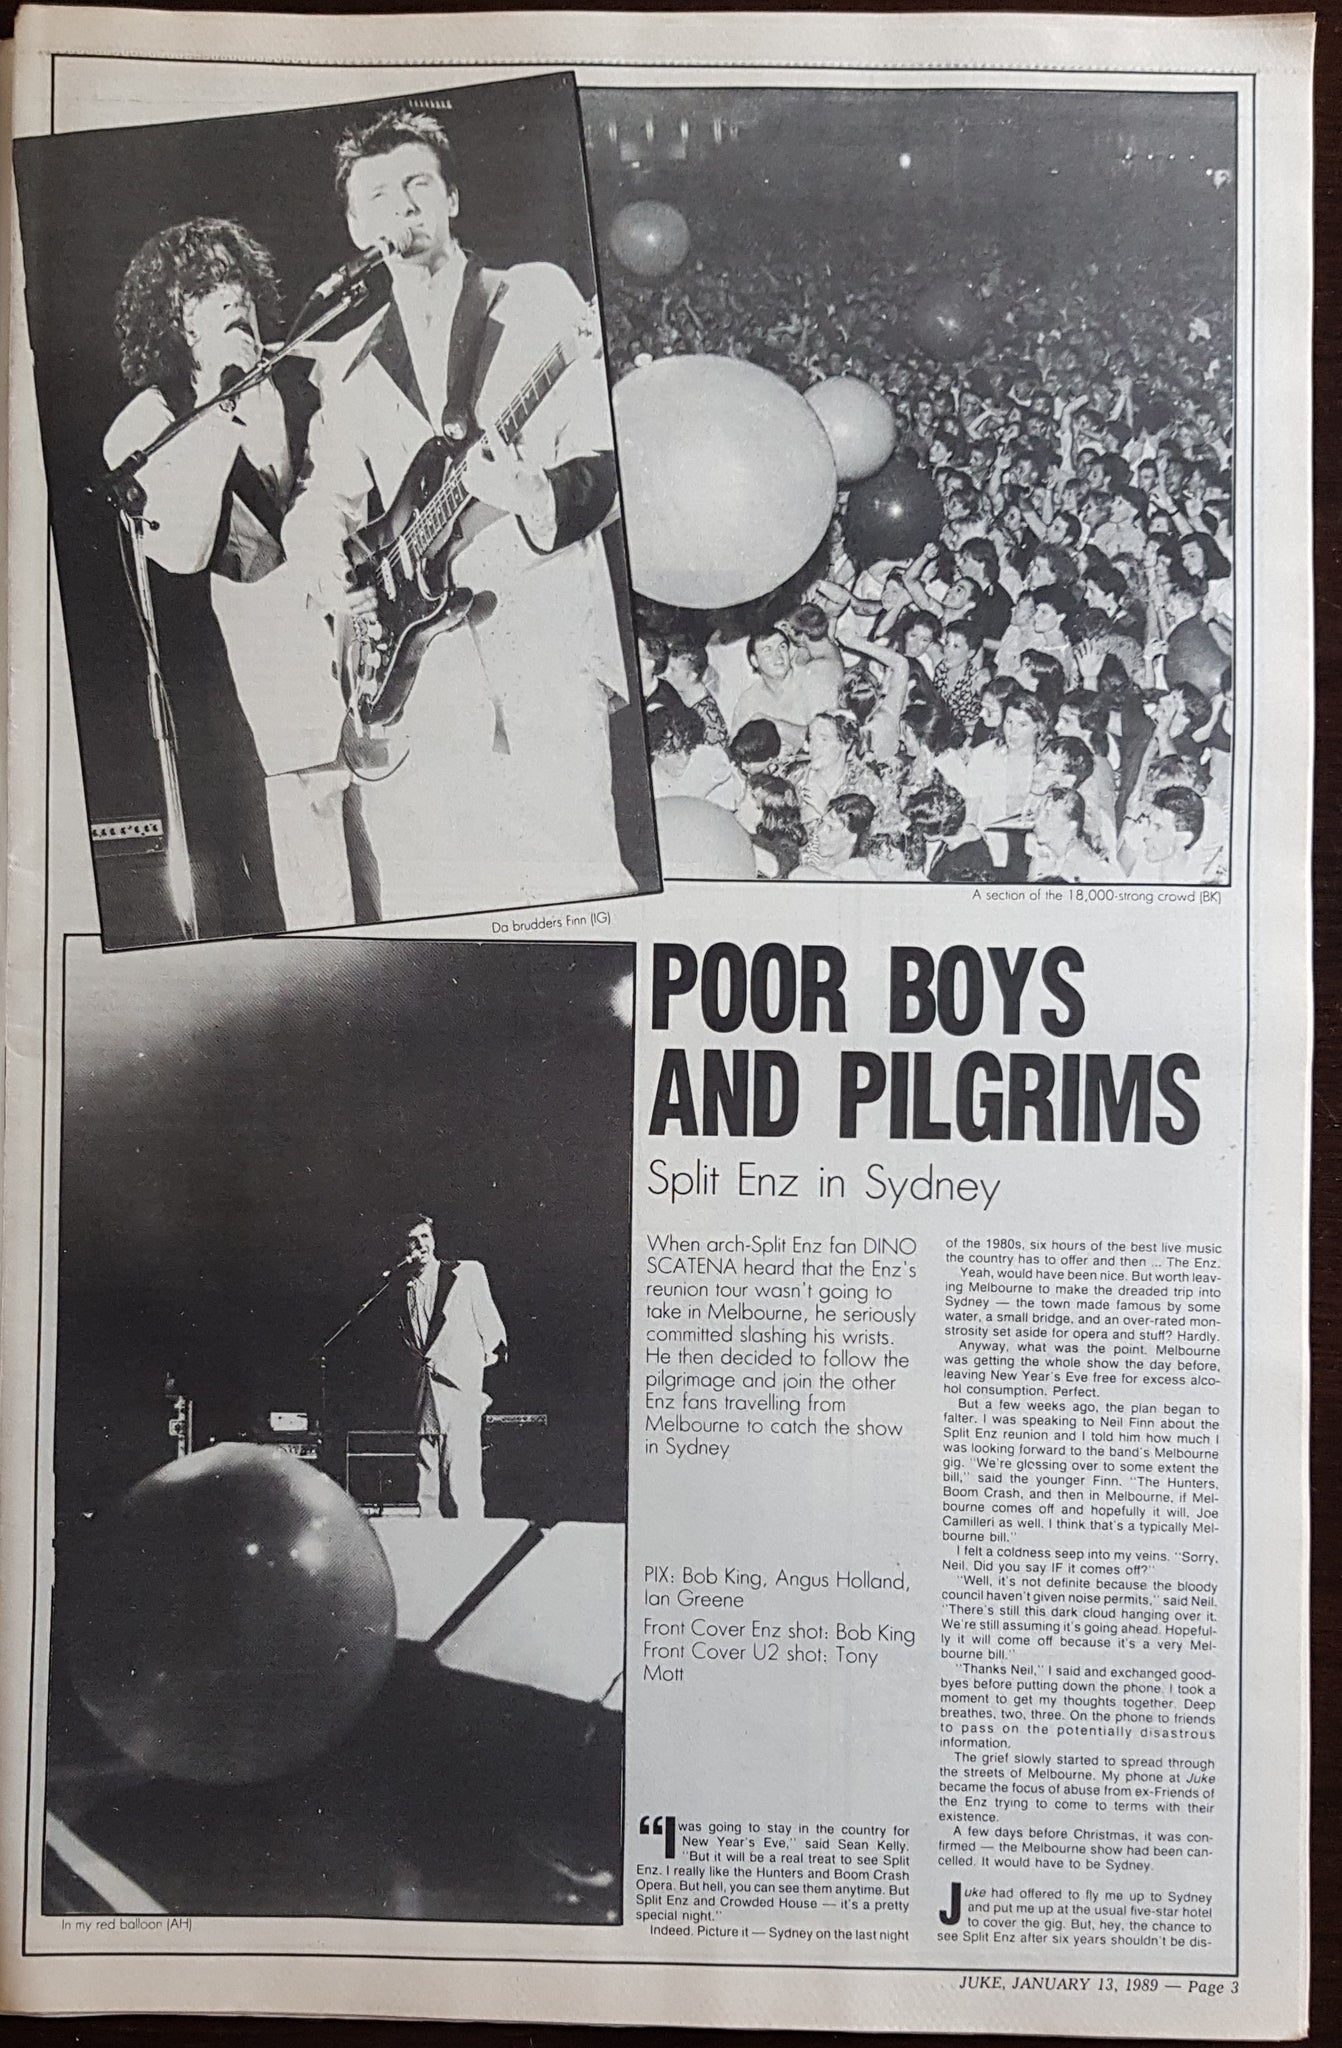 Da brudders Finn (IG)
A section of the 18,000-strong crowd (BK)
In my red balloon (AH)
POOR BOYS
AND PILGRIMS
Split Enz in Sydney
When arch-Split Enz fan DINO
SCATENA heard that the Enz's
reunion tour wasn't going to
take in Melbourne, he seriously
committed slashing his wrists.
He then decided to follow the
pilgrimage and join the other
Enz fans travelling from
Melbourne to catch the show
in Sydney
PIX: Bob King, Angus Holland,
Ian Greene
Front Cover Enz shot: Bob King
Front Cover U2 shot: Tony
Mott
"I was going to stay in the country for
New Year's Eve," said Sean Kelly.
"But it will be a real treat to see Split
Enz. I really like the Hunters and Boom Crash
Opera. But hell, you can see them anytime. But
Split Enz and Crowded House — it's a pretty
special night."
Indeed. Picture it — Sydney on the last night
of the 1980s, six hours of the best live music
the country has to offer and then ... The Enz.
Yeah, would have been nice. But worth leav-
ing Melbourne to make the dreaded trip into
Sydney — the town made famous by some
water, a small bridge, and an over-rated mon-
strosity set aside for opera and stuff? Hardly.
Anyway, what was the point. Melbourne
was getting the whole show the day before,
leaving New Year's Eve free for excess alco-
hol consumption. Perfect.
But a few weeks ago, the plan began to
falter. I was speaking to Neil Finn about the
Split Enz reunion and I told him how much I
was looking forward to the band's Melbourne
gig. "We're glossing over to some extent the
bill," said the younger Finn. "The Hunters,
Boom Crash, and then in Melbourne, if Mel-
bourne comes off and hopefully it will, Joe
Camilleri as well. I think that's a typically Mel-
bourne bill."
I felt a coldness seep into my veins. "Sorry,
Neil. Did you say IF it comes off?"
"Well, it's not definite because the bloody
council haven't given noise permits," said Neil.
"There's still this dark cloud hanging over it.
We're still assuming it's going ahead. Hopeful-
ly it will come off because it's a very Mel-
bourne bill."
"Thanks Neil," I said and exchanged good-
byes before putting down the phone. I took a
moment to get my thoughts together. Deep
breathes, two, three. On the phone to friends
to pass on the potentially disastrous
information.
The grief slowly started to spread through
the streets of Melbourne. My phone at Juke
became the focus of abuse from ex-Friends of
the Enz trying to come to terms with their
existence.
A few days before Christmas, it was con-
firmed — the Melbourne show had been can-
celled. It would have to be Sydney.
Juke had offered to fly me up to Sydney
and put me up at the usual five-star hotel
to cover the gig. But, hey, the chance to
see Split Enz after six years shouldn't be dis-
JUKE, JANUARY 13, 1989 — Page 3